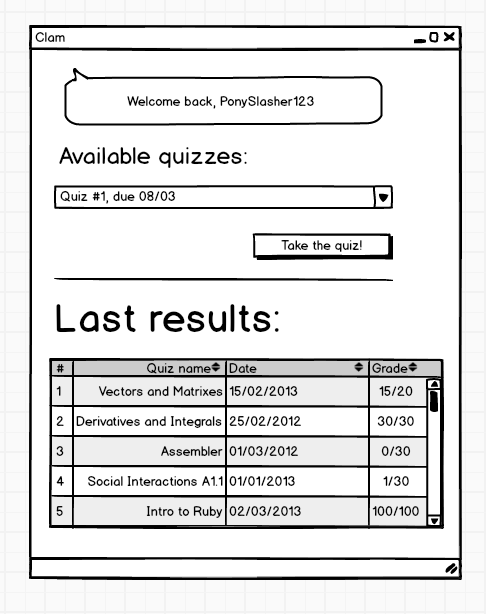 Clam
Welcome back, PonySlasher123
Available quizzes:
Quiz #1, due 08/03
Take the quiz!
Last results:
# Quiz name Date Grade
1 Vectors and Matrixes 15/02/2013 15/20
2 Derivatives and Integrals 25/02/2012 30/30
3 Assembler 01/03/2012 0/30
4 Social Interactions A1.1 01/01/2013 1/30
5 Intro to Ruby 02/03/2013 100/100